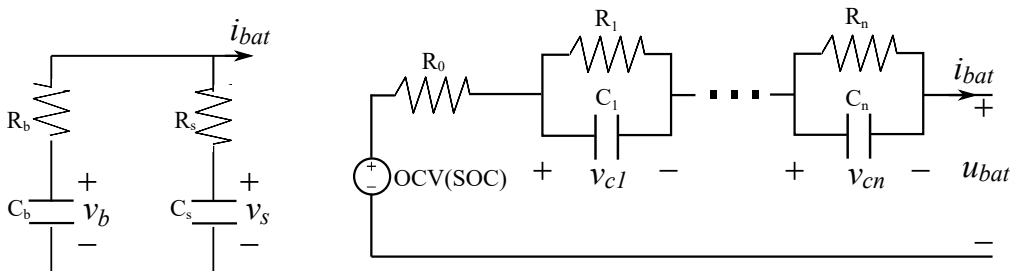 i_bat
R_b
R_s
C_b
+
v_b
−
C_s
+
v_s
−
R_0
R_1
C_1
+
v_c1
−
R_n
C_n
+
v_cn
−
i_bat
+
u_bat
−
+
−
OCV(SOC)